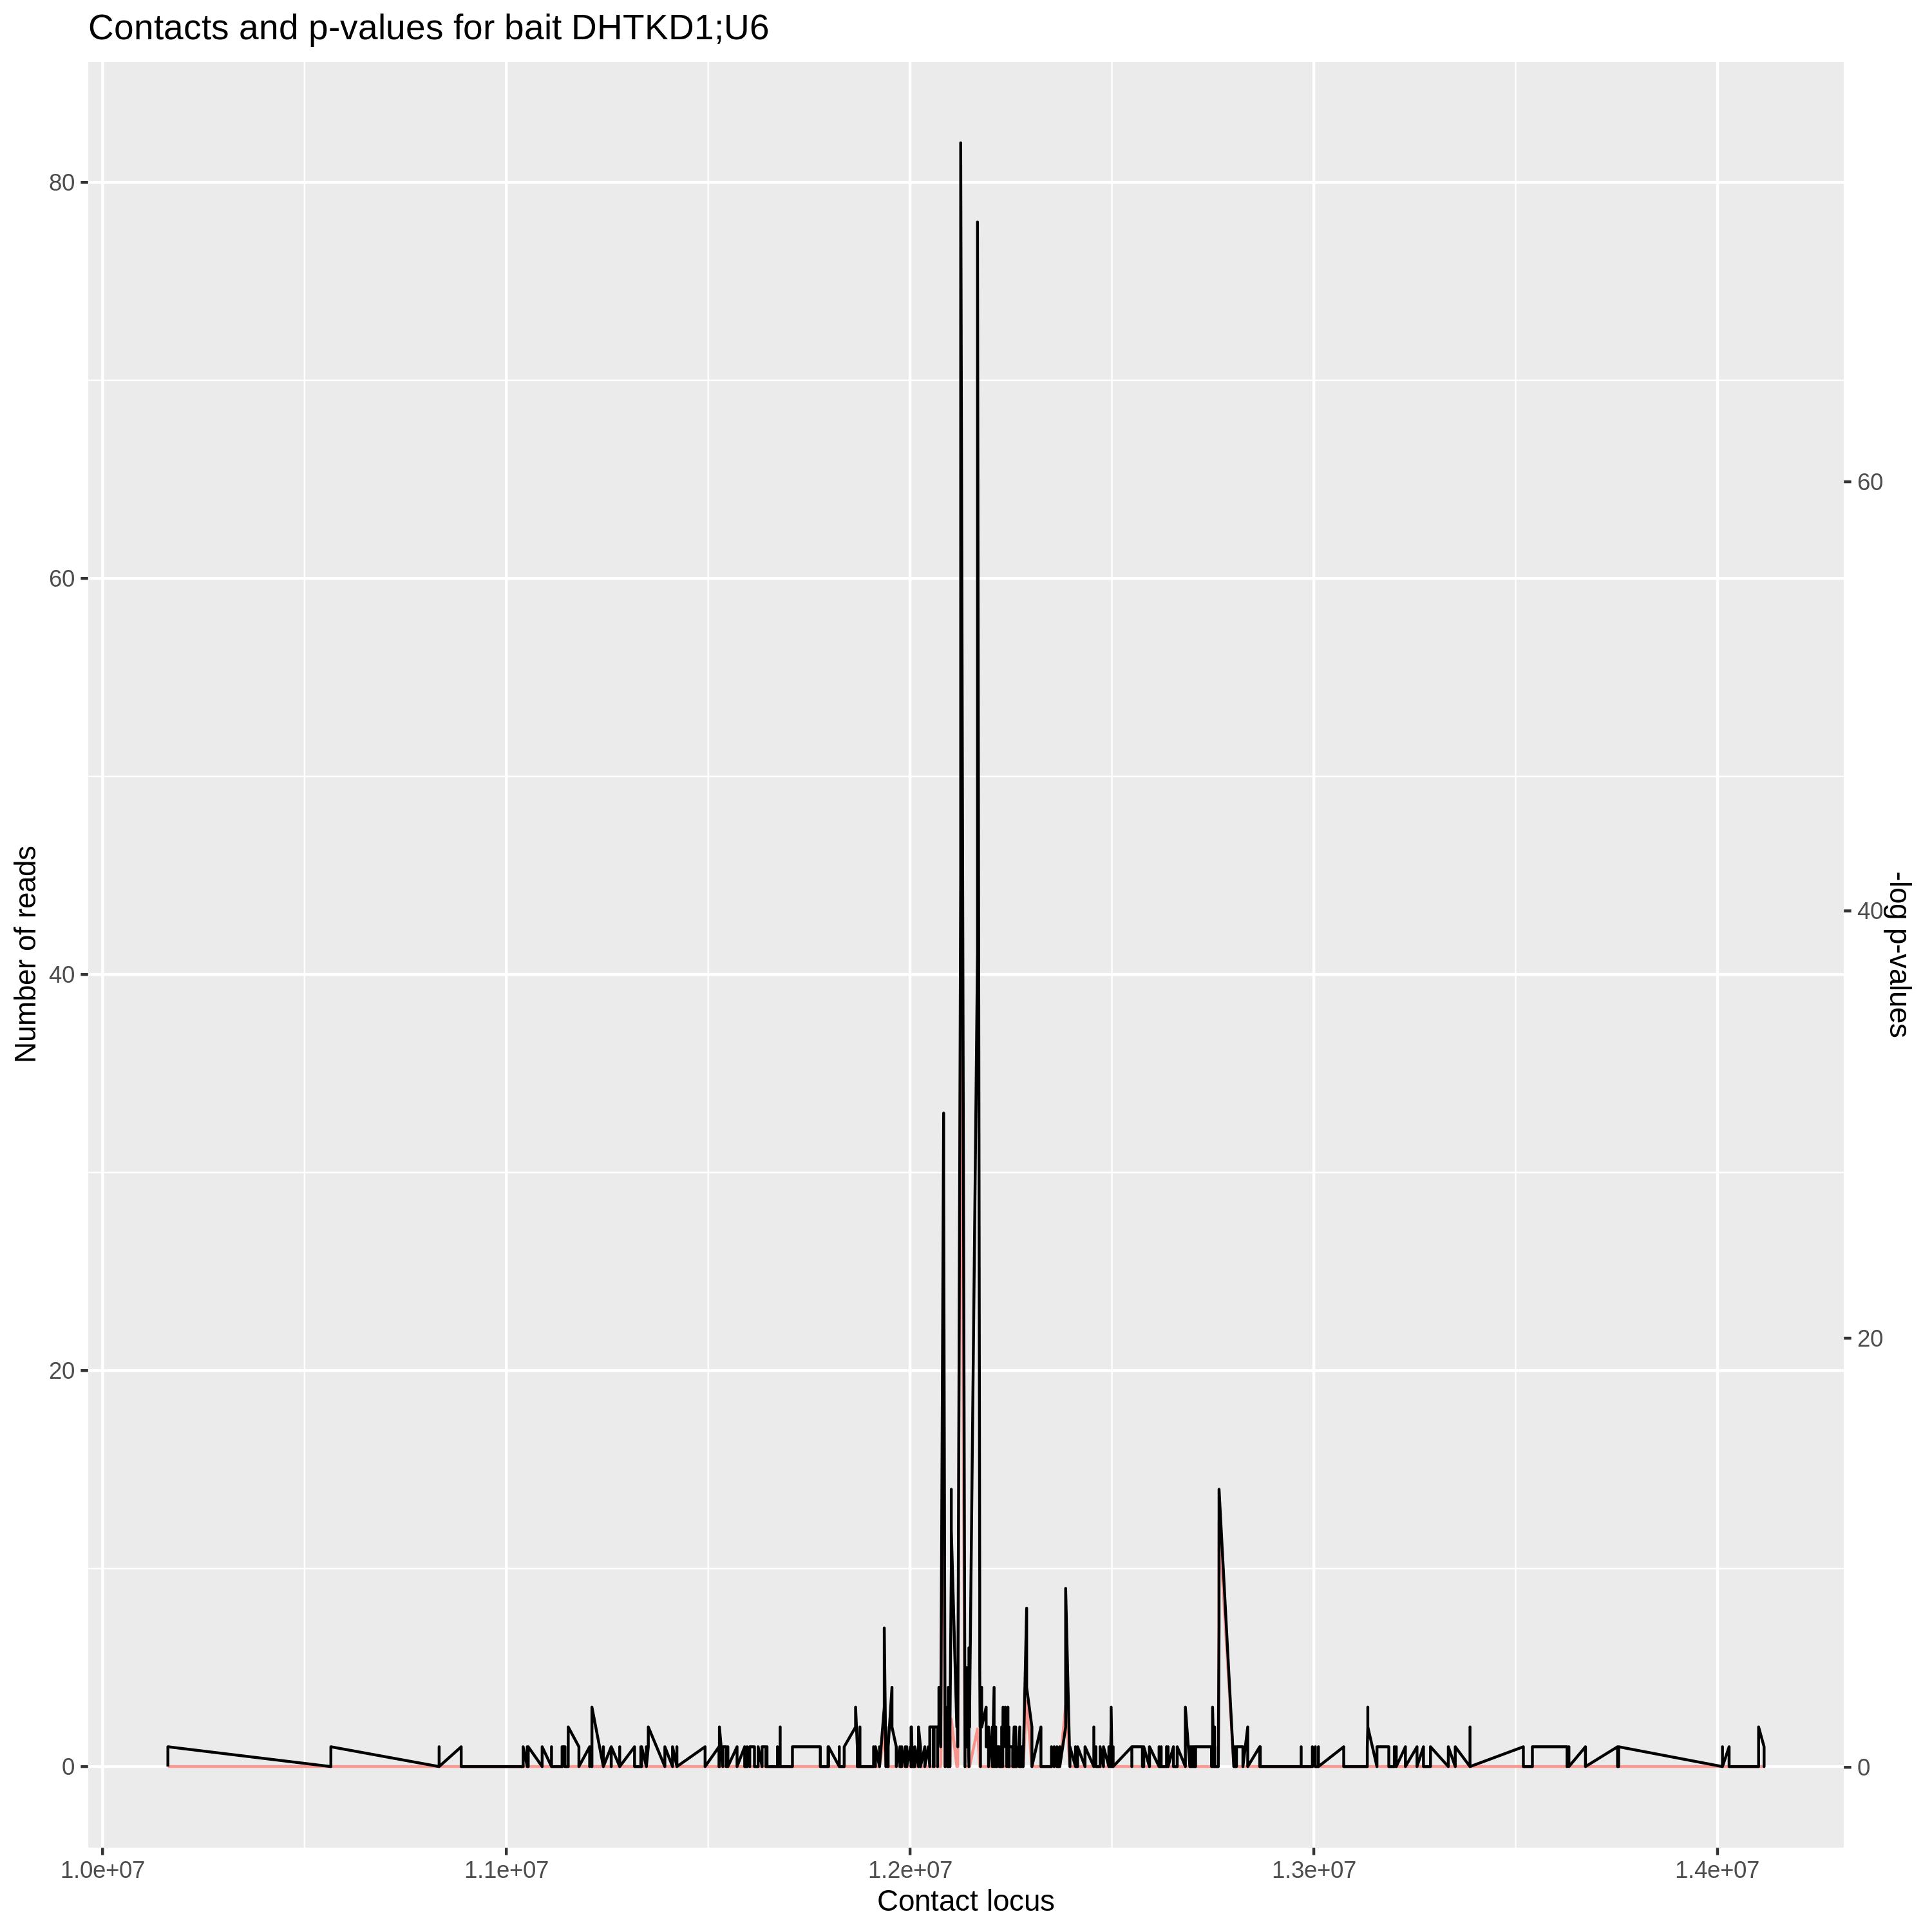 Contacts and p-values for bait DHTKD1;U6
80
60
40
20
0
Number of reads
60
40
20
0
-log p-values
1.0e+07
1.1e+07
1.2e+07
1.3e+07
1.4e+07
Contact locus